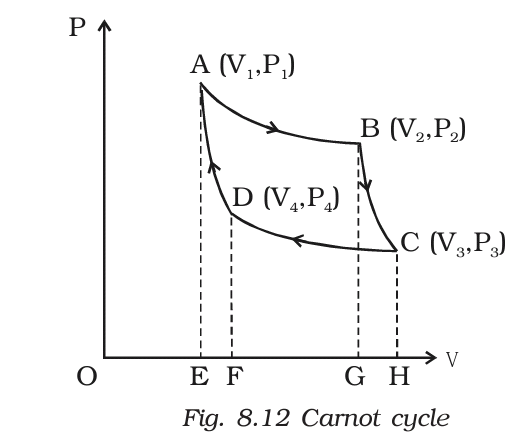 P
A (V₁,P₁)
B (V₂,P₂)
D (V₄,P₄)
C (V₃,P₃)
V
O E F G H
Fig. 8.12 Carnot cycle